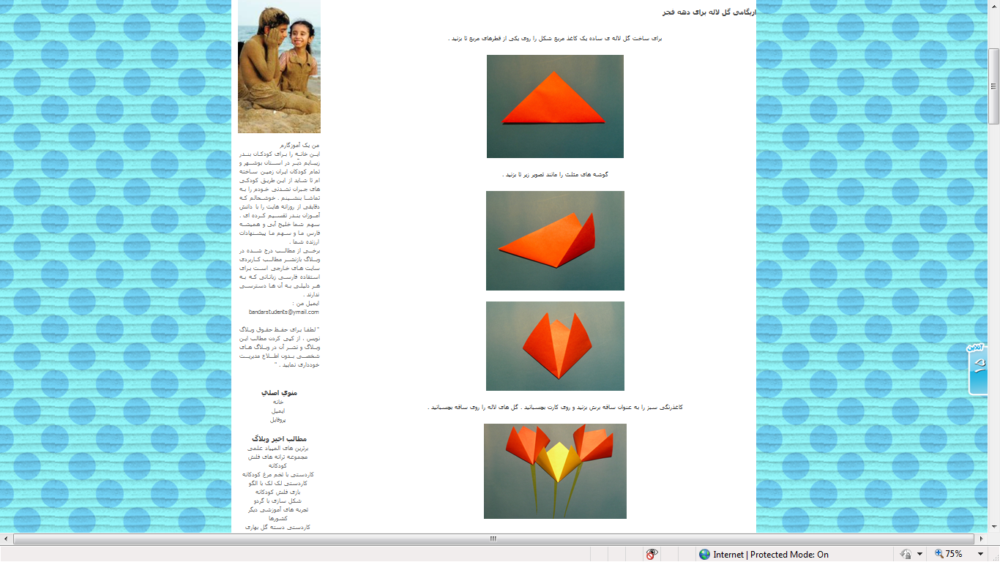 اریگامی گل لاله برای دهه فجر
برای ساخت گل لاله ی ساده یک کاغذ مربع شکل را روی یکی از قطرهای مربع تا بزنید .
گوشه های مثلث را مانند تصویر زیر تا بزنید .
کاغذرنگی سبز را به عنوان ساقه برش بزنید و روی کارت بچسبانید . گل های لاله را روی ساقه بچسبانید .
من یک آموزگارم
این خانه را برای کودکان بندر
زیبایم دیّر در استان بوشهر و
تمام کودکان ایران زمین ساخته
ام تا شاید از این طریق کودکی
های جبران نشدنی خودم را به
تماشا بنشینم . خوشحالم که
دقایقی از روزانه هایت را با دانش
آموزان بندر تقسیم کرده ای .
سهم شما خلیج آبی و همیشه
فارس ما و سهم ما پیشنهادات
ارزنده شما .
برخی از مطالب درج شده در
وبلاگ بازنشر مطالب کاربردی
سایت های خارجی است برای
استفاده فارسی زبانانی که به
هر دلیلی به آن ها دسترسی
ندارند .
ایمیل من :
bandarstudents@ymail.com
" لطفا برای حفظ حقوق وبلاگ
نویس ، از کپی کردن مطالب این
وبلاگ و نشر آن در وبلاگ های
شخصی بدون اطلاع مدیریت
خودداری نمایید . "
منوي اصلي
خانه
ایمیل
پروفایل
مطالب اخیر وبلاگ
برترین های المپیاد علمی
مجموعه ترانه های فلش
کودکانه
کاردستی با تخم مرغ کودکانه
کاردستی لک لک با الگو
بازی فلش کودکانه
شکل سازی با گردو
تجربه های آموزشی دیگر
کشورها
کاردستی دسته گل بهاری
آنلاین
۱۵
Internet | Protected Mode: On
75%